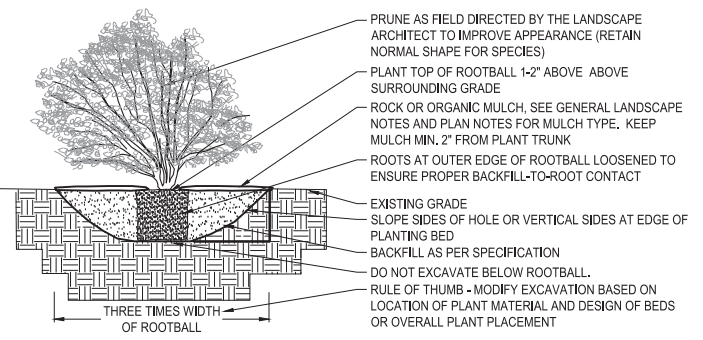 PRUNE AS FIELD DIRECTED BY THE LANDSCAPE
ARCHITECT TO IMPROVE APPEARANCE (RETAIN
NORMAL SHAPE FOR SPECIES)
PLANT TOP OF ROOTBALL 1-2" ABOVE ABOVE
SURROUNDING GRADE
ROCK OR ORGANIC MULCH, SEE GENERAL LANDSCAPE
NOTES AND PLAN NOTES FOR MULCH TYPE. KEEP
MULCH MIN. 2" FROM PLANT TRUNK
ROOTS AT OUTER EDGE OF ROOTBALL LOOSENED TO
ENSURE PROPER BACKFILL-TO-ROOT CONTACT
EXISTING GRADE
SLOPE SIDES OF HOLE OR VERTICAL SIDES AT EDGE OF
PLANTING BED
BACKFILL AS PER SPECIFICATION
DO NOT EXCAVATE BELOW ROOTBALL.
RULE OF THUMB - MODIFY EXCAVATION BASED ON
LOCATION OF PLANT MATERIAL AND DESIGN OF BEDS
OR OVERALL PLANT PLACEMENT
THREE TIMES WIDTH
OF ROOTBALL